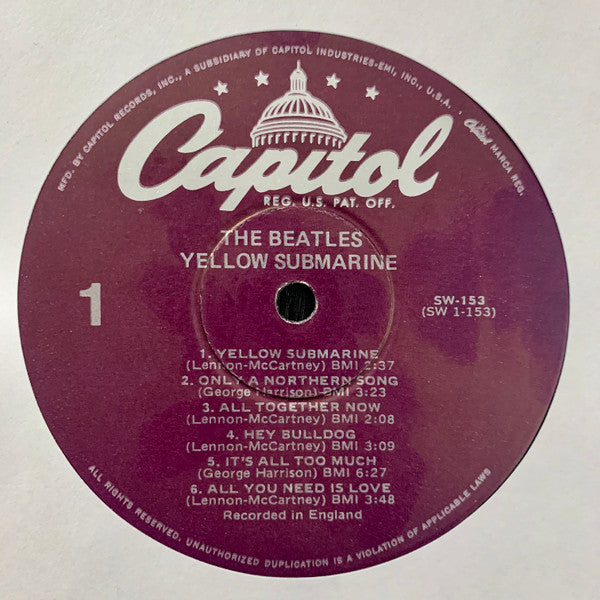 MFD. BY CAPITOL RECORDS, INC., A SUBSIDIARY OF CAPITOL INDUSTRIES-EMI, INC., U.S.A. . Capitol MARCA REG.
Capitol
REG. U.S. PAT. OFF.
THE BEATLES
YELLOW SUBMARINE
1
SW-153
(SW 1-153)
1. YELLOW SUBMARINE
(Lennon-McCartney) BMI 2:37
2. ONLY A NORTHERN SONG
(George Harrison) BMI 3:23
3. ALL TOGETHER NOW
(Lennon-McCartney) BMI 2:08
4. HEY BULLDOG
(Lennon-McCartney) BMI 3:09
5. IT'S ALL TOO MUCH
(George Harrison) BMI 6:27
6. ALL YOU NEED IS LOVE
(Lennon-McCartney) BMI 3:48
Recorded in England
ALL RIGHTS RESERVED. UNAUTHORIZED DUPLICATION IS A VIOLATION OF APPLICABLE LAWS